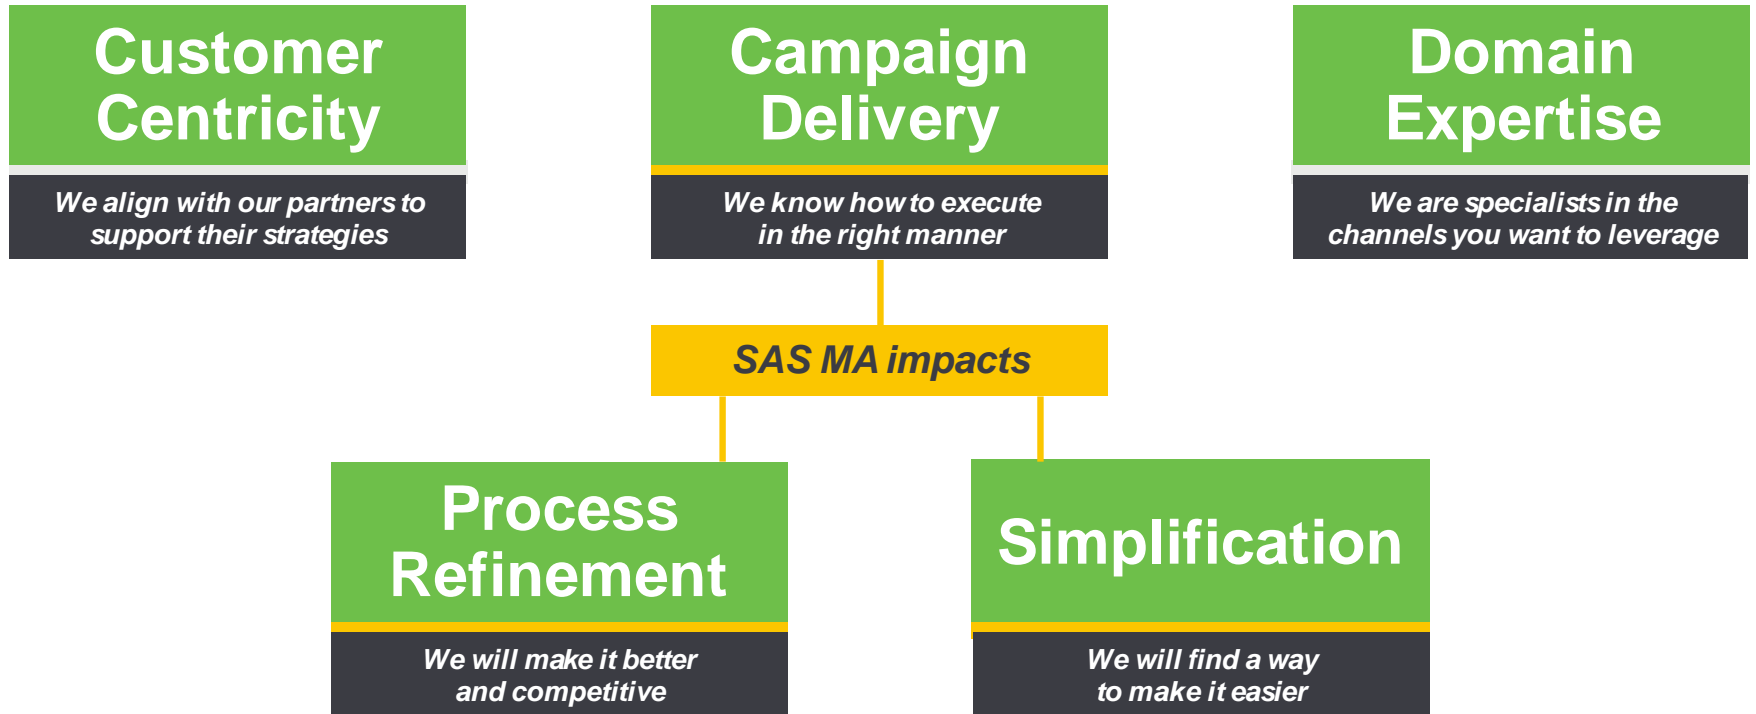 Customer
Centricity
We align with our partners to
support their strategies
Campaign
Delivery
We know how to execute
in the right manner
Domain
Expertise
We are specialists in the
channels you want to leverage
SAS MA impacts
Process
Refinement
We will make it better
and competitive
Simplification
We will find a way
to make it easier